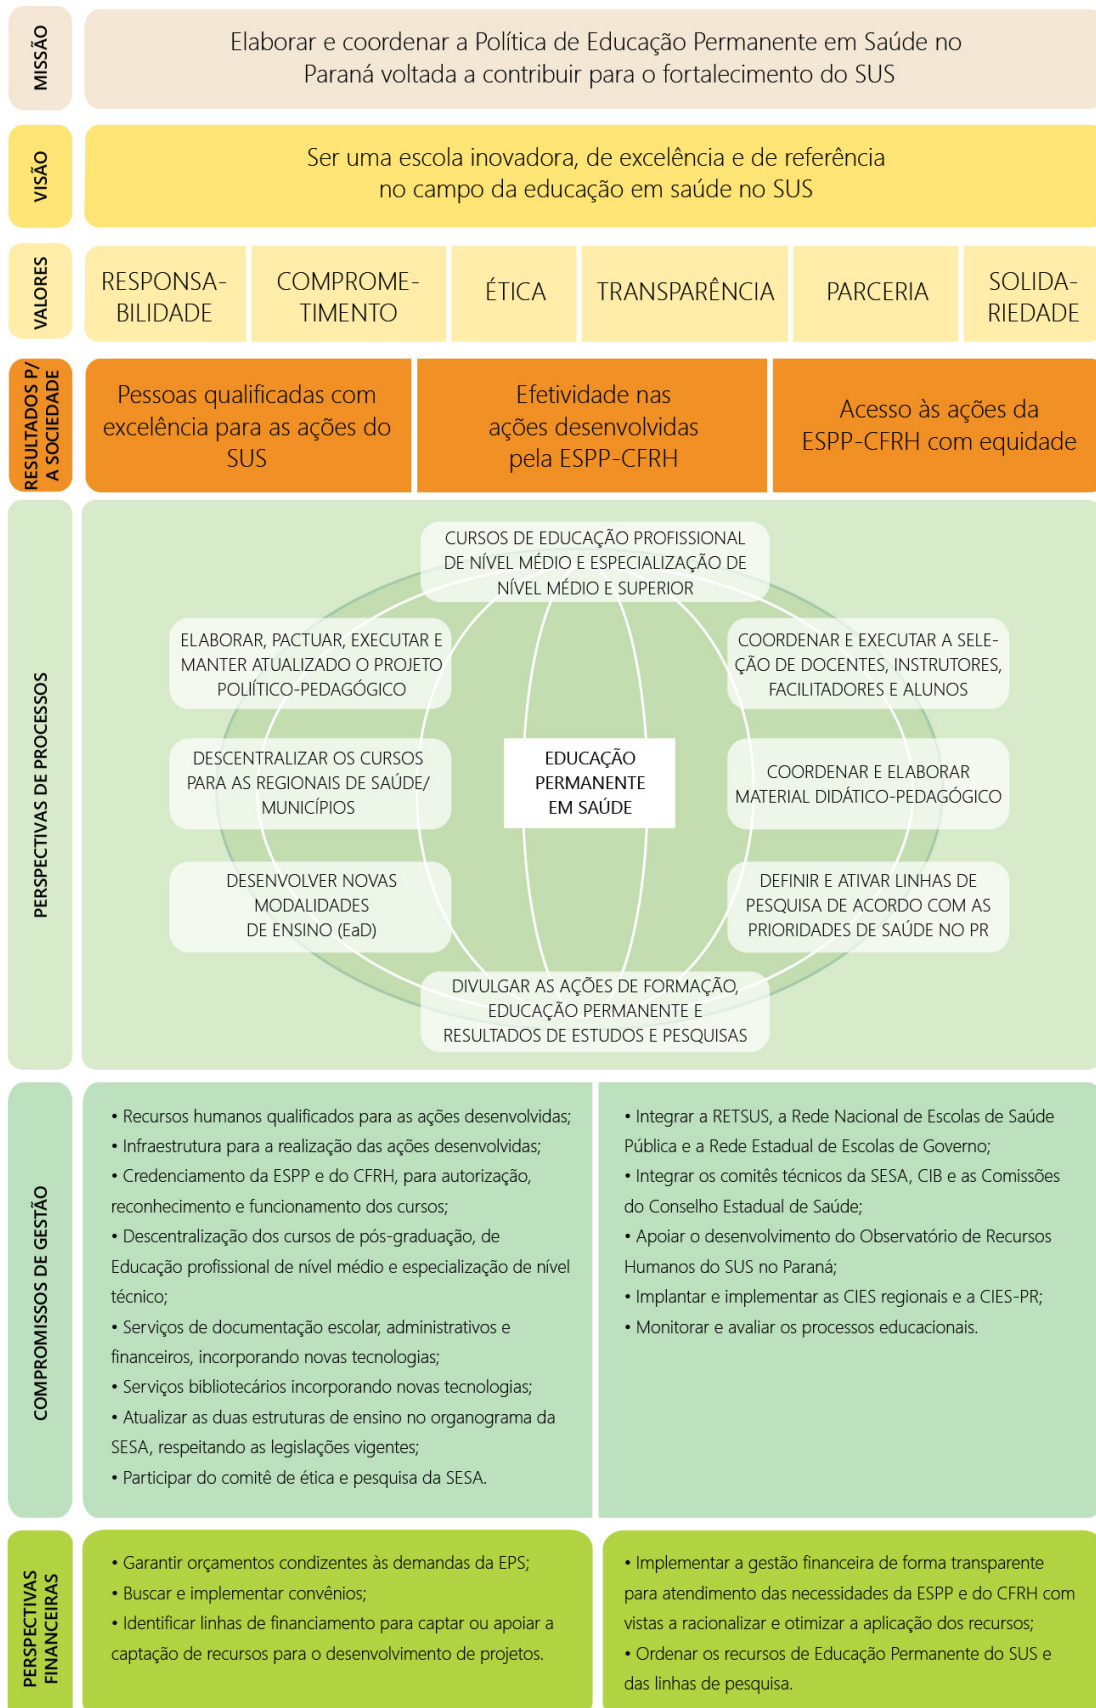 MISSÃO
Elaborar e coordenar a Política de Educação Permanente em Saúde no
Paraná voltada a contribuir para o fortalecimento do SUS
VISÃO
Ser uma escola inovadora, de excelência e de referência
no campo da educação em saúde no SUS
VALORES
RESPONSA-
BILIDADE
COMPROME-
TIMENTO
ÉTICA
TRANSPARÊNCIA
PARCERIA
SOLIDA-
RIEDADE
RESULTADOS P/
A SOCIEDADE
Pessoas qualificadas com
excelência para as ações do
SUS
Efetividade nas
ações desenvolvidas
pela ESPP-CFRH
Acesso às ações da
ESPP-CFRH com equidade
PERSPECTIVAS DE PROCESSOS
CURSOS DE EDUCAÇÃO PROFISSIONAL
DE NÍVEL MÉDIO E ESPECIALIZAÇÃO DE
NÍVEL MÉDIO E SUPERIOR
ELABORAR, PACTUAR, EXECUTAR E
MANTER ATUALIZADO O PROJETO
POLIÍTICO-PEDAGÓGICO
COORDENAR E EXECUTAR A SELE-
ÇÃO DE DOCENTES, INSTRUTORES,
FACILITADORES E ALUNOS
DESCENTRALIZAR OS CURSOS
PARA AS REGIONAIS DE SAÚDE/
MUNICÍPIOS
EDUCAÇÃO
PERMANENTE
EM SAÚDE
COORDENAR E ELABORAR
MATERIAL DIDÁTICO-PEDAGÓGICO
DESENVOLVER NOVAS
MODALIDADES
DE ENSINO (EaD)
DEFINIR E ATIVAR LINHAS DE
PESQUISA DE ACORDO COM AS
PRIORIDADES DE SAÚDE NO PR
DIVULGAR AS AÇÕES DE FORMAÇÃO,
EDUCAÇÃO PERMANENTE E
RESULTADOS DE ESTUDOS E PESQUISAS
COMPROMISSOS DE GESTÃO
• Recursos humanos qualificados para as ações desenvolvidas;
• Infraestrutura para a realização das ações desenvolvidas;
• Credenciamento da ESPP e do CFRH, para autorização,
reconhecimento e funcionamento dos cursos;
• Descentralização dos cursos de pós-graduação, de
Educação profissional de nível médio e especialização de nível
técnico;
• Serviços de documentação escolar, administrativos e
financeiros, incorporando novas tecnologias;
• Serviços bibliotecários incorporando novas tecnologias;
• Atualizar as duas estruturas de ensino no organograma da
SESA, respeitando as legislações vigentes;
• Participar do comitê de ética e pesquisa da SESA.
• Integrar a RETSUS, a Rede Nacional de Escolas de Saúde
Pública e a Rede Estadual de Escolas de Governo;
• Integrar os comitês técnicos da SESA, CIB e as Comissões
do Conselho Estadual de Saúde;
• Apoiar o desenvolvimento do Observatório de Recursos
Humanos do SUS no Paraná;
• Implantar e implementar as CIES regionais e a CIES-PR;
• Monitorar e avaliar os processos educacionais.
PERSPECTIVAS
FINANCEIRAS
• Garantir orçamentos condizentes às demandas da EPS;
• Buscar e implementar convênios;
• Identificar linhas de financiamento para captar ou apoiar a
captação de recursos para o desenvolvimento de projetos.
• Implementar a gestão financeira de forma transparente
para atendimento das necessidades da ESPP e do CFRH com
vistas a racionalizar e otimizar a aplicação dos recursos;
• Ordenar os recursos de Educação Permanente do SUS e
das linhas de pesquisa.